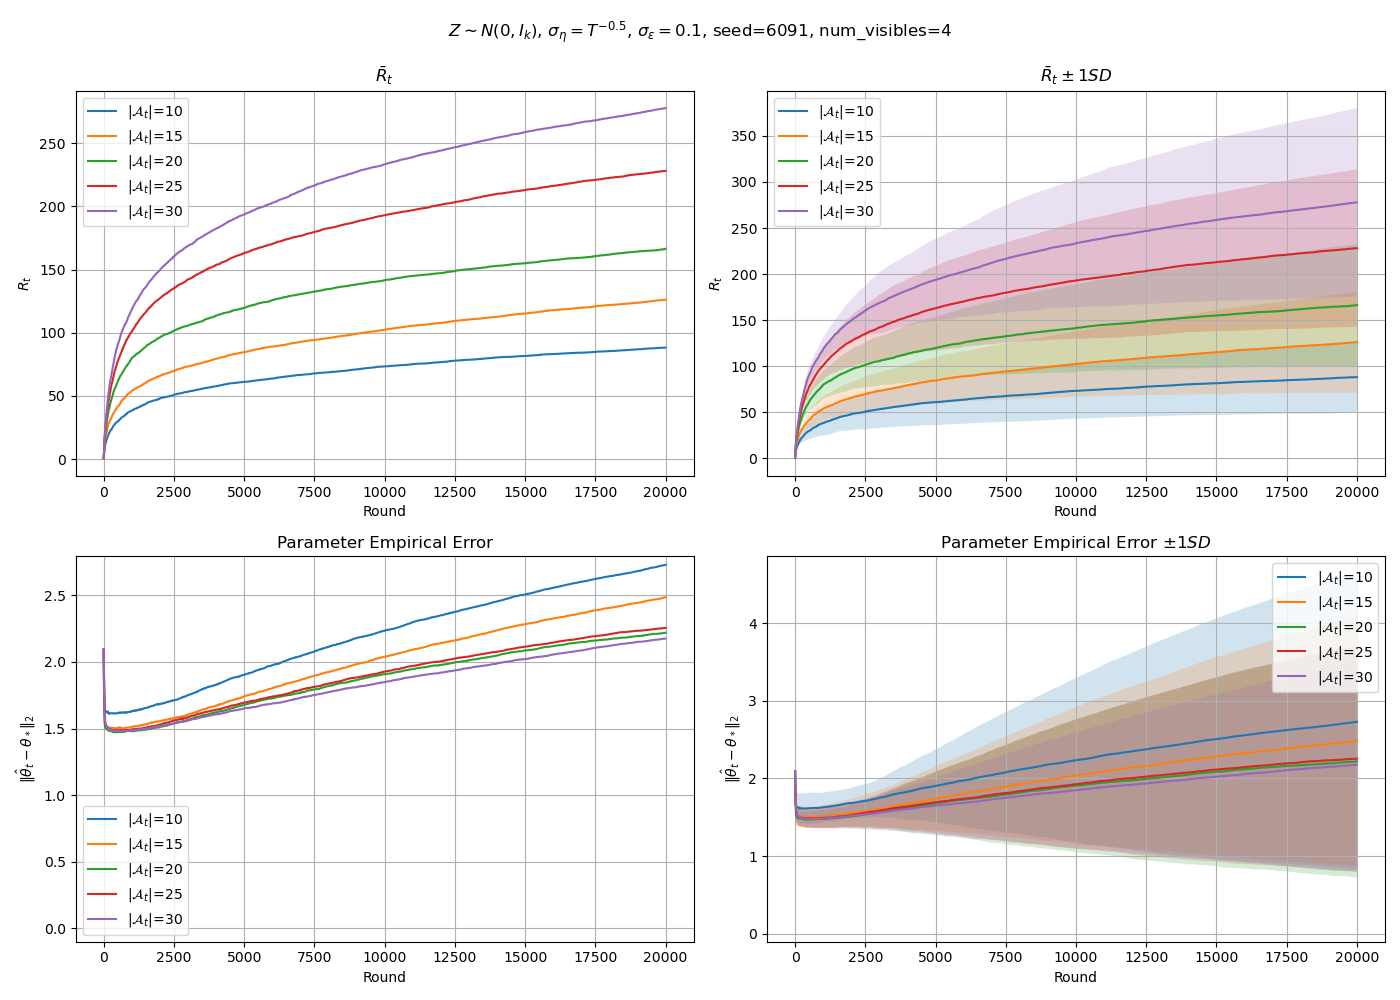 Z ~ N(0, I_k), σ_η = T^{-0.5}, σ_ε = 0.1, seed=6091, num_visibles=4
R̄_t
R_t
250
200
150
100
50
0
|𝒜_t|=10
|𝒜_t|=15
|𝒜_t|=20
|𝒜_t|=25
|𝒜_t|=30
0 2500 5000 7500 10000 12500 15000 17500 20000
Round
R̄_t ± 1SD
R_t
350
300
250
200
150
100
50
0
|𝒜_t|=10
|𝒜_t|=15
|𝒜_t|=20
|𝒜_t|=25
|𝒜_t|=30
0 2500 5000 7500 10000 12500 15000 17500 20000
Round
Parameter Empirical Error
‖θ̂_t − θ_*‖_2
2.5
2.0
1.5
1.0
0.5
0.0
|𝒜_t|=10
|𝒜_t|=15
|𝒜_t|=20
|𝒜_t|=25
|𝒜_t|=30
0 2500 5000 7500 10000 12500 15000 17500 20000
Round
Parameter Empirical Error ±1SD
‖θ̂_t − θ_*‖_2
4
3
2
1
0
|𝒜_t|=10
|𝒜_t|=15
|𝒜_t|=20
|𝒜_t|=25
|𝒜_t|=30
0 2500 5000 7500 10000 12500 15000 17500 20000
Round